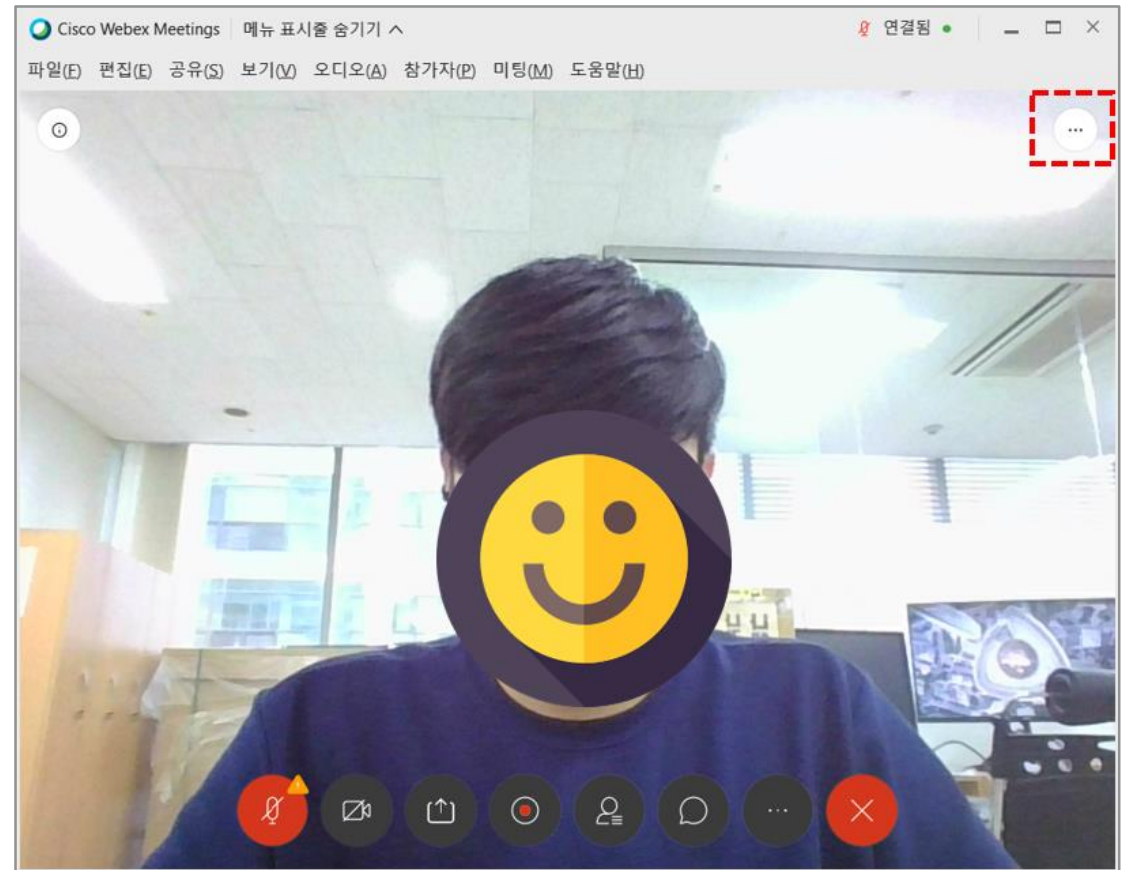 Cisco Webex Meetings 메뉴 표시줄 숨기기 연결됨
파일(F) 편집(E) 공유(S) 보기(V) 오디오(A) 참가자(P) 미팅(M) 도움말(H)